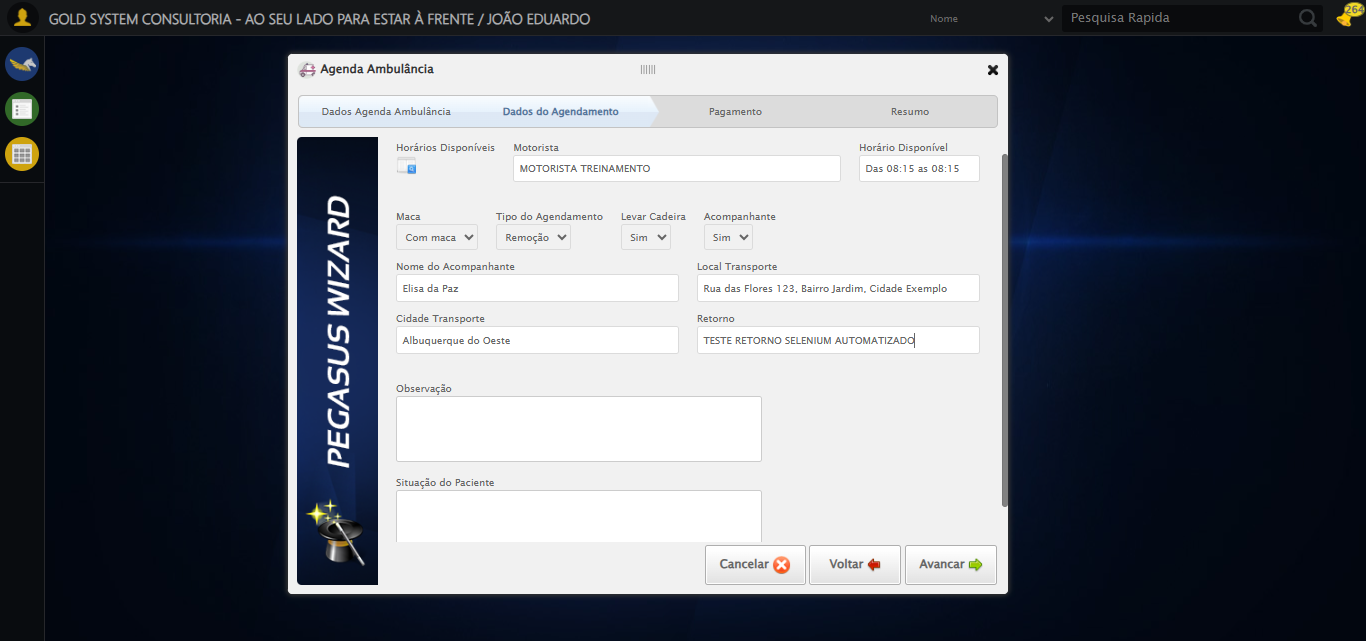 GOLD SYSTEM CONSULTORIA - AO SEU LADO PARA ESTAR À FRENTE / JOÃO EDUARDO
Nome
Pesquisa Rapida
264
Agenda Ambulância
Dados Agenda Ambulância
Dados do Agendamento
Pagamento
Resumo
PEGASUS WIZARD
Horários Disponíveis
Motorista
Horário Disponível
MOTORISTA TREINAMENTO
Das 08:15 as 08:15
Maca
Tipo do Agendamento
Levar Cadeira
Acompanhante
Com maca
Remoção
Sim
Sim
Nome do Acompanhante
Local Transporte
Elisa da Paz
Rua das Flores 123, Bairro Jardim, Cidade Exemplo
Cidade Transporte
Retorno
Albuquerque do Oeste
TESTE RETORNO SELENIUM AUTOMATIZADO
Observação
Situação do Paciente
Cancelar
Voltar
Avancar